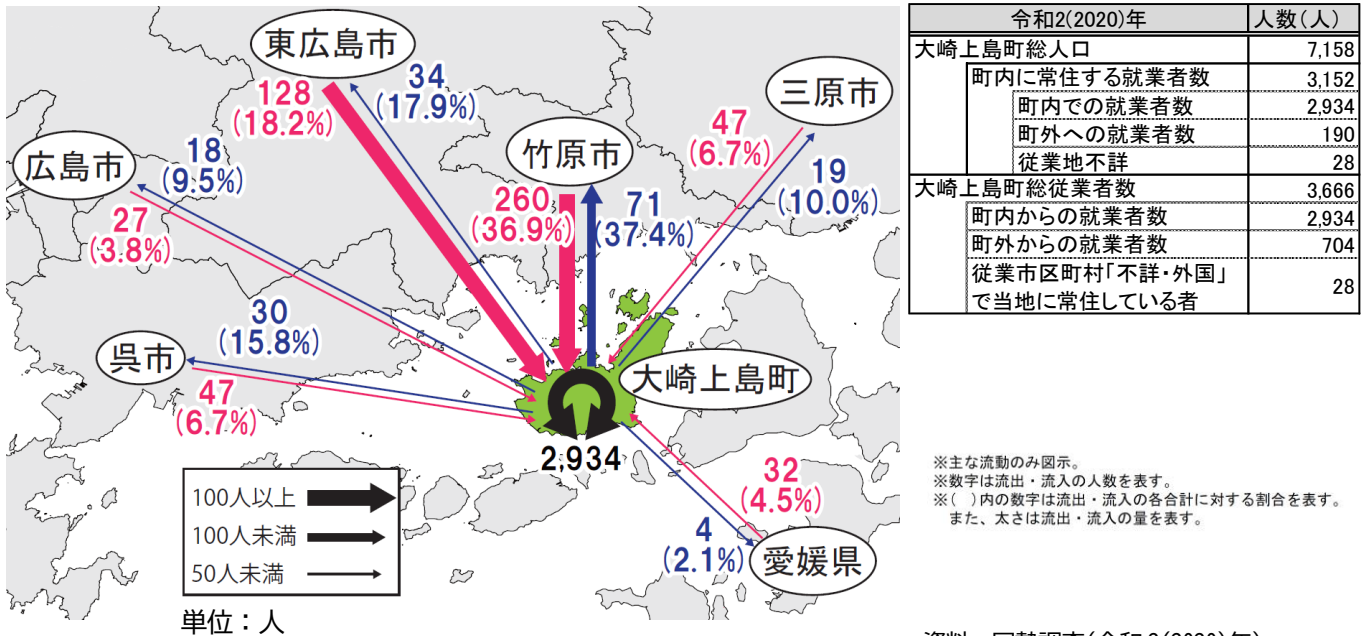 東広島市
128
(18.2%)
34
(17.9%)
三原市
47
(6.7%)
19
(10.0%)
竹原市
260
(36.9%)
71
(37.4%)
広島市
18
(9.5%)
27
(3.8%)
呉市
30
(15.8%)
47
(6.7%)
大崎上島町
2,934
32
(4.5%)
4
(2.1%)
愛媛県
100人以上
100人未満
50人未満
単位：人
令和2(2020)年 人数(人)
大崎上島町総人口 7,158
町内に常住する就業者数 3,152
町内での就業者数 2,934
町外への就業者数 190
従業地不詳 28
大崎上島町総従業者数 3,666
町内からの就業者数 2,934
町外からの就業者数 704
従業市区町村「不詳・外国」
で当地に常住している者 28
※主な流動のみ図示。
※数字は流出・流入の人数を表す。
※(　)内の数字は流出・流入の各合計に対する割合を表す。
また、太さは流出・流入の量を表す。